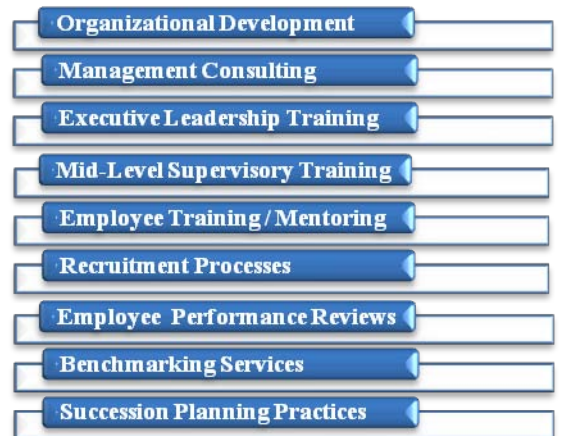 Organizational Development
Management Consulting
Executive Leadership Training
Mid-Level Supervisory Training
Employee Training / Mentoring
Recruitment Processes
Employee Performance Reviews
Benchmarking Services
Succession Planning Practices